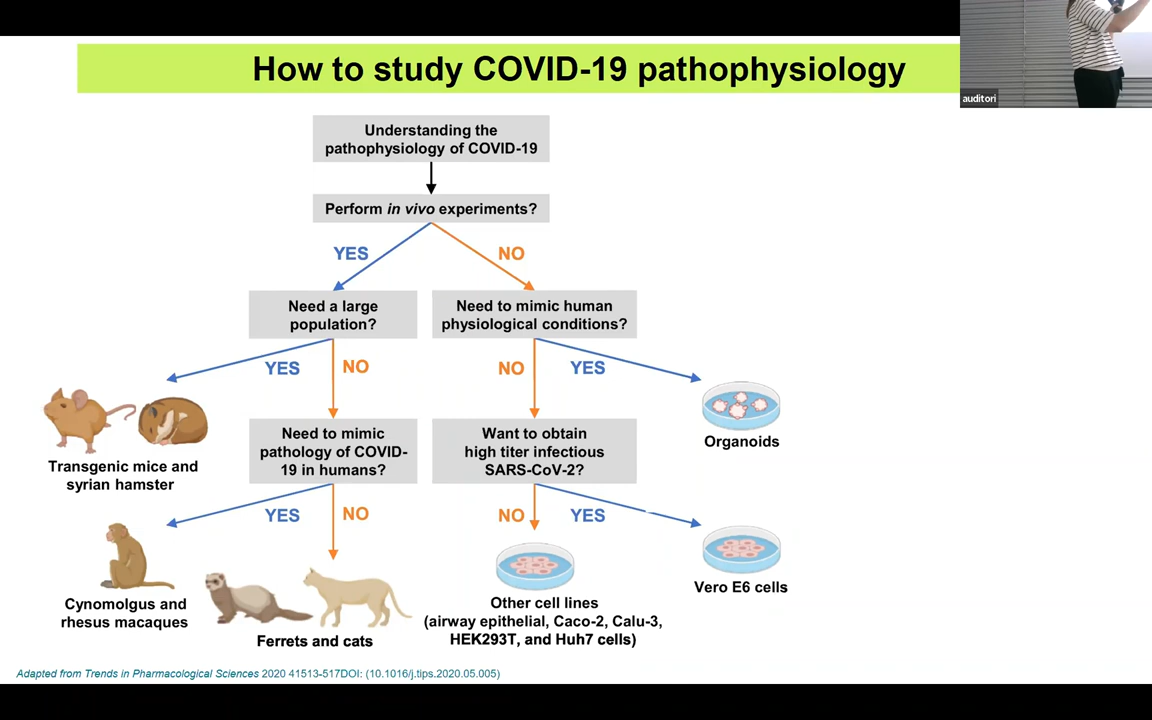 How to study COVID-19 pathophysiology
auditori
Understanding the
pathophysiology of COVID-19
Perform in vivo experiments?
YES
NO
Need a large
population?
Need to mimic human
physiological conditions?
YES
NO
NO
YES
Organoids
Transgenic mice and
syrian hamster
Need to mimic
pathology of COVID-
19 in humans?
Want to obtain
high titer infectious
SARS-CoV-2?
YES
NO
NO
YES
Cynomolgus and
rhesus macaques
Ferrets and cats
Other cell lines
(airway epithelial, Caco-2, Calu-3,
HEK293T, and Huh7 cells)
Vero E6 cells
Adapted from Trends in Pharmacological Sciences 2020 41513-517DOI: (10.1016/j.tips.2020.05.005)